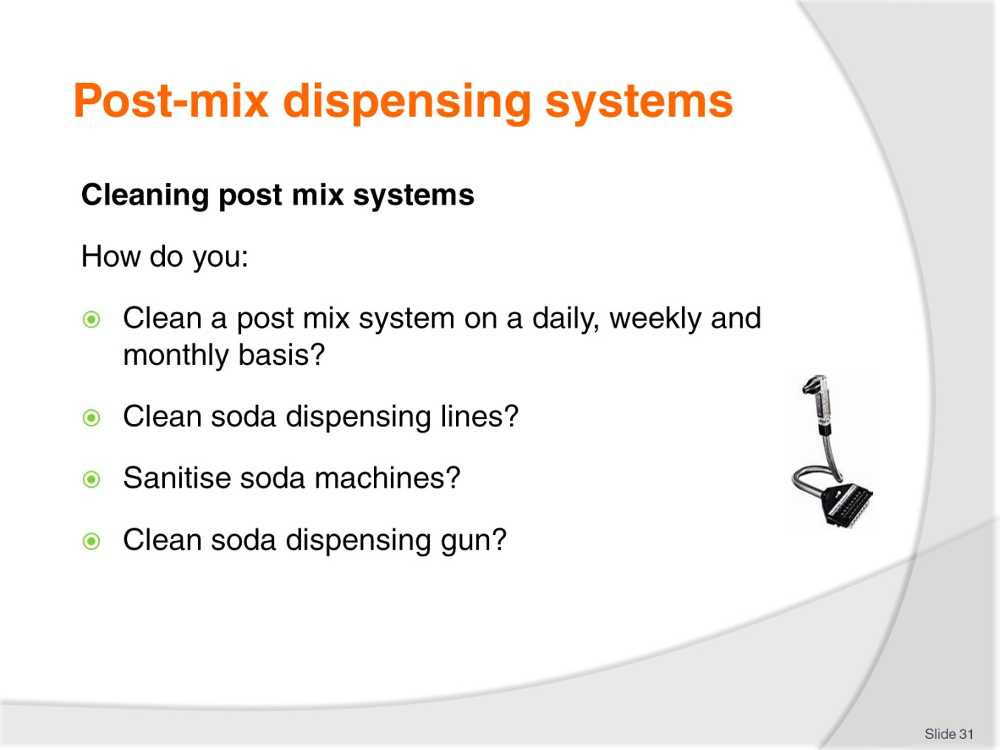 Post-mix dispensing systems
Cleaning post mix systems
How do you:
Clean a post mix system on a daily, weekly and
monthly basis?
Clean soda dispensing lines?
Sanitise soda machines?
Clean soda dispensing gun?
Slide 31